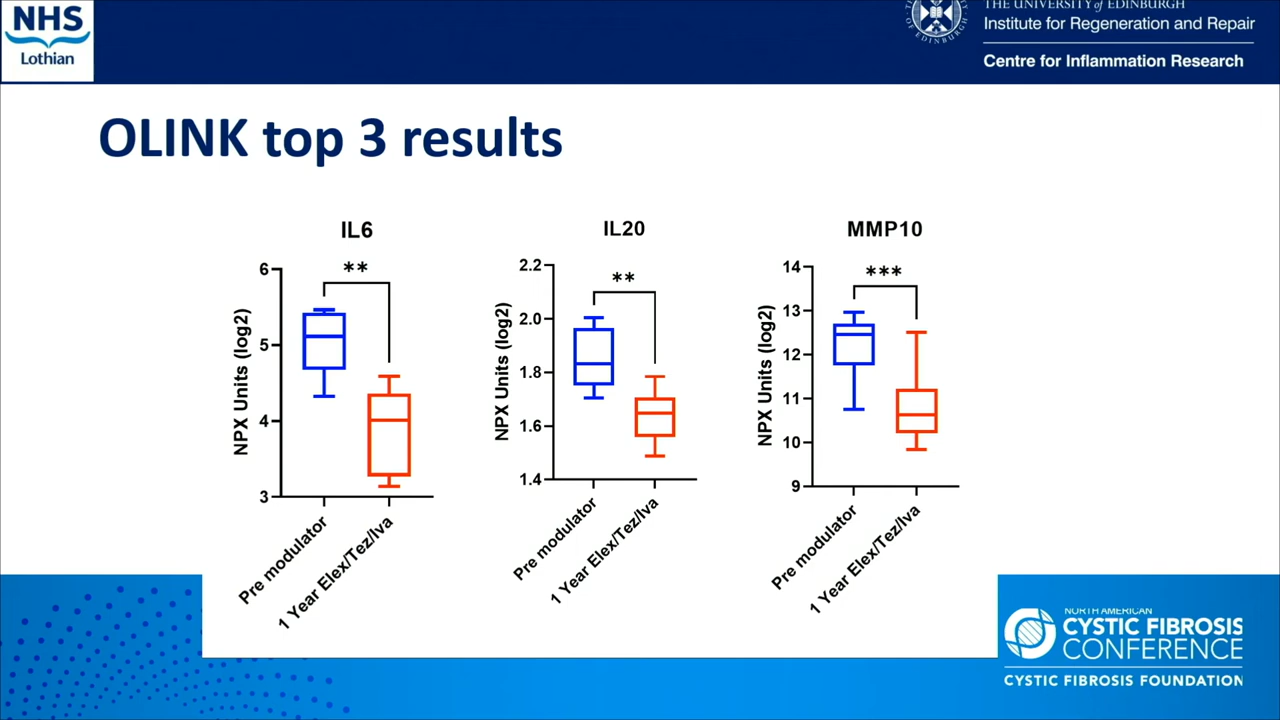 NHS
Lothian
THE UNIVERSITY of EDINBURGH
Institute for Regeneration and Repair
Centre for Inflammation Research
OLINK top 3 results
IL6
**
6
5
4
3
NPX Units (log2)
Pre modulator
1 Year Elex/Tez/Iva
IL20
**
2.2
2.0
1.8
1.6
1.4
NPX Units (log2)
Pre modulator
1 Year Elex/Tez/Iva
MMP10
***
14
13
12
11
10
9
NPX Units (log2)
Pre modulator
1 Year Elex/Tez/Iva
NORTH AMERICAN
CYSTIC FIBROSIS
CONFERENCE
CYSTIC FIBROSIS FOUNDATION